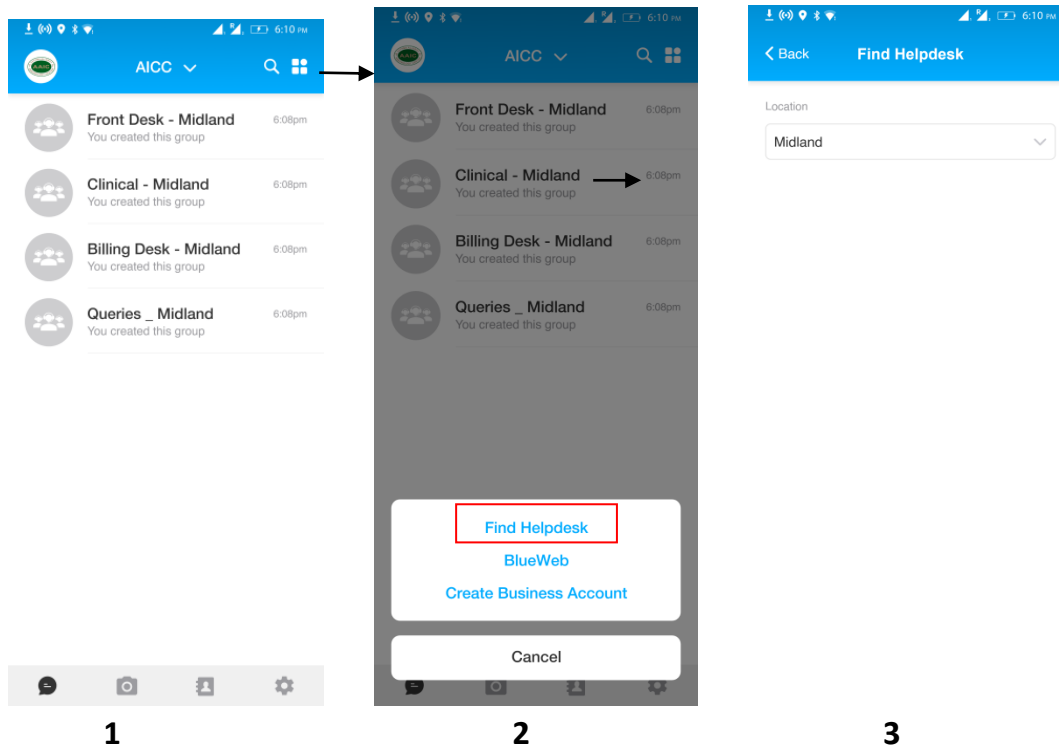 6:10 PM
AICC
Front Desk - Midland
6:08pm
You created this group
Clinical - Midland
6:08pm
You created this group
Billing Desk - Midland
6:08pm
You created this group
Queries _ Midland
6:08pm
You created this group
1
6:10 PM
AICC
Front Desk - Midland
6:08pm
You created this group
Clinical - Midland
6:08pm
You created this group
Billing Desk - Midland
6:08pm
You created this group
Queries _ Midland
6:08pm
You created this group
Find Helpdesk
BlueWeb
Create Business Account
Cancel
2
6:10 PM
Back
Find Helpdesk
Location
Midland
3